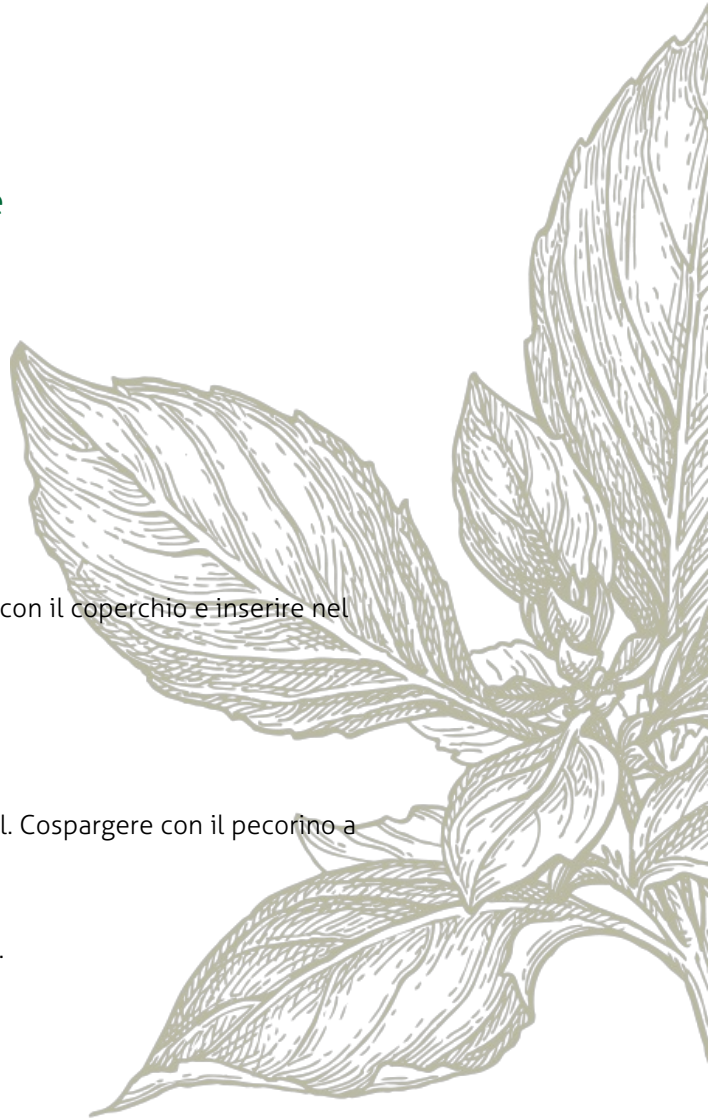 e
con il coperchio e inserire nel
l. Cospargere con il pecorino a
.